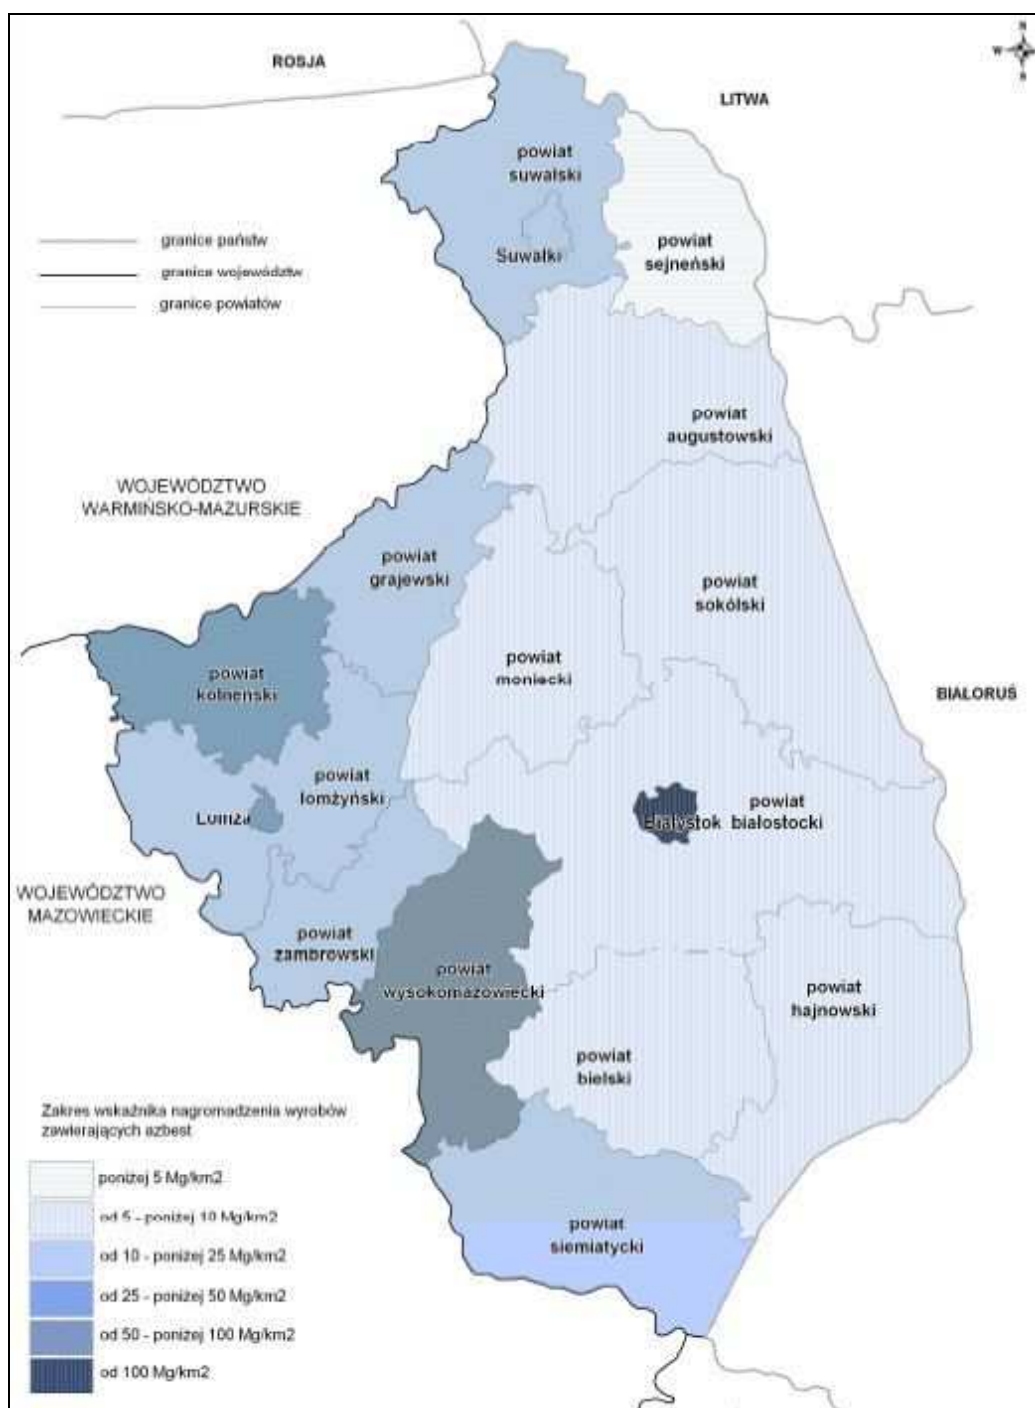 N
W
S
ROSJA
LITWA
powiat
suwalski
Suwałki
powiat
sejneński
granice państw
granice województw
granice powiatów
powiat
augustowski
WOJEWÓDZTWO
WARMIŃSKO-MAZURSKIE
powiat
grajewski
powiat
sokólski
powiat
moniecki
powiat
kolneński
BIAŁORUŚ
powiat
łomżyński
Łomża
powiat
białostocki
Białystok
WOJEWÓDZTWO
MAZOWIECKIE
powiat
zambrowski
powiat
wysokomazowiecki
powiat
hajnowski
powiat
bielski
Zakres wskaźnika nagromadzenia wyrobów
zawierających azbest
poniżej 5 Mg/km2
od 5 - poniżej 10 Mg/km2
od 10 - poniżej 25 Mg/km2
od 25 - poniżej 50 Mg/km2
od 50 - poniżej 100 Mg/km2
od 100 Mg/km2
powiat
siemiatycki